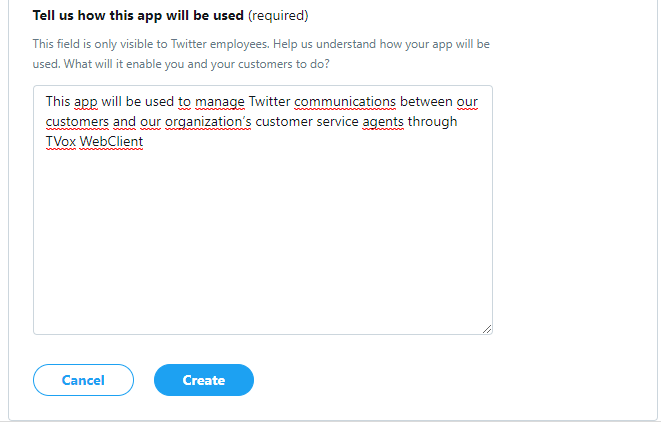 Tell us how this app will be used (required)
This field is only visible to Twitter employees. Help us understand how your app will be
used. What will it enable you and your customers to do?
This app will be used to manage Twitter communications between our
customers and our organization's customer service agents through
TVox WebClient
Cancel Create